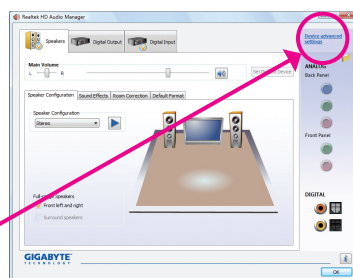 Realtek HD Audio Manager
Speakers
Digital Output
Digital Input
Device advanced
settings
Main Volume
L
R
Device
ANALOG
Back Panel
Speaker Configuration
Sound Effects
Room Correction
Default Format
Speaker Configuration
Stereo
Front Panel
Full-range speakers
Front left and right
Surround speakers
DIGITAL
GIGABYTE
TECHNOLOGY
OK